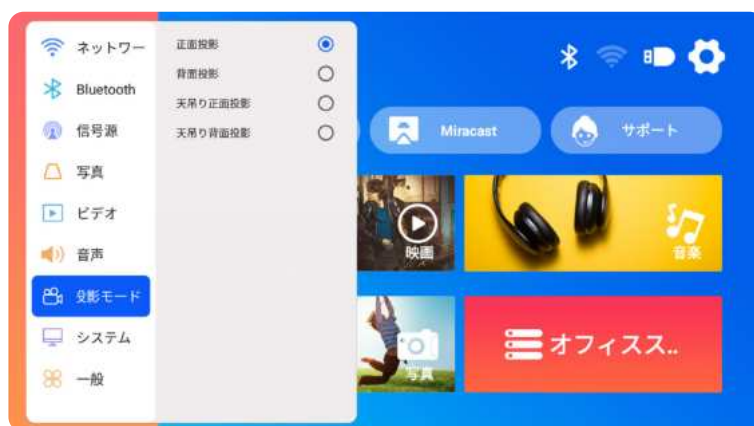 ネットワー
Bluetooth
信号源
写真
ビデオ
音声
投影モード
システム
一般
正面投影
背面投影
天吊り正面投影
天吊り背面投影
Miracast
サポート
映画
音楽
写真
オフィスス..